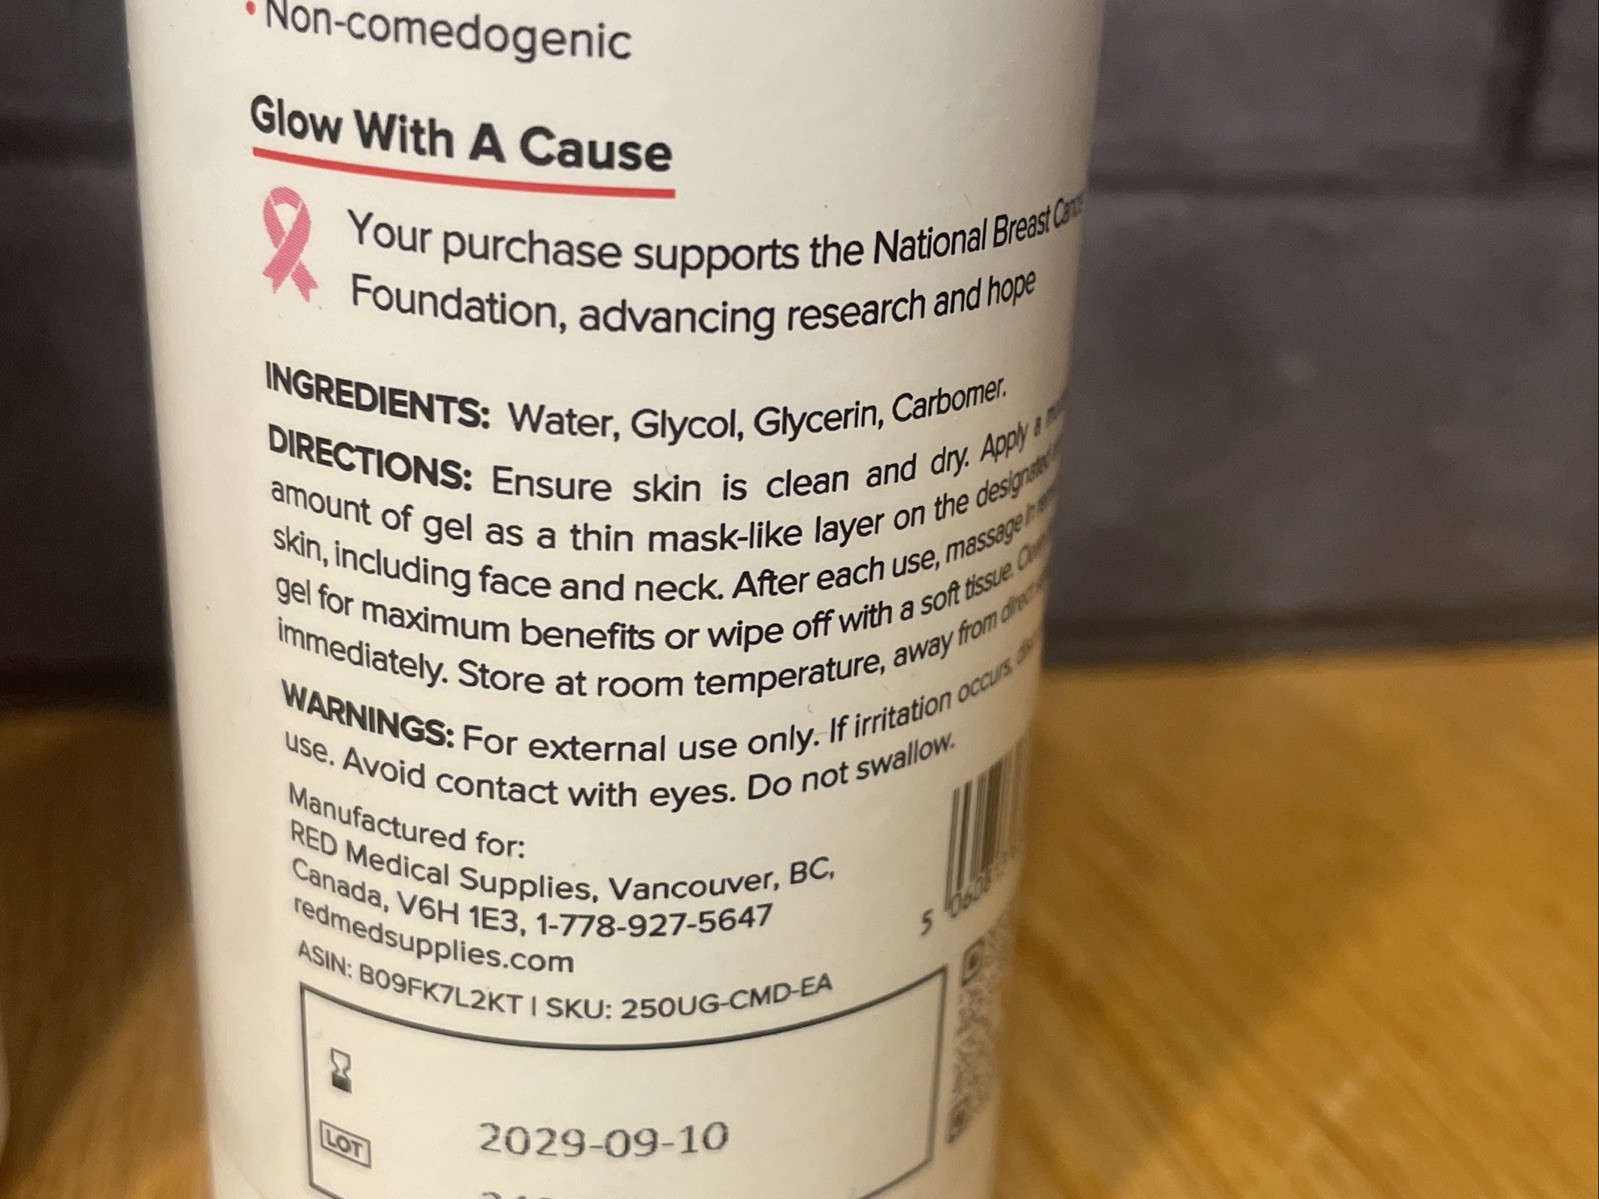 • Non-comedogenic
Glow With A Cause
Your purchase supports the National Breast
Foundation, advancing research and hope
INGREDIENTS: Water, Glycol, Glycerin, Carbomer.
DIRECTIONS: Ensure skin is clean and dry. Apply a
amount of gel as a thin mask-like layer on the designated
skin, including face and neck. After each use, massage in
gel for maximum benefits or wipe off with a soft tissue.
immediately. Store at room temperature, away from direct
WARNINGS: For external use only. If irritation occurs,
use. Avoid contact with eyes. Do not swallow.
Manufactured for:
RED Medical Supplies, Vancouver, BC,
Canada, V6H 1E3, 1-778-927-5647
redmedsupplies.com
ASIN: B09FK7L2KT | SKU: 250UG-CMD-EA
5
LOT
2029-09-10